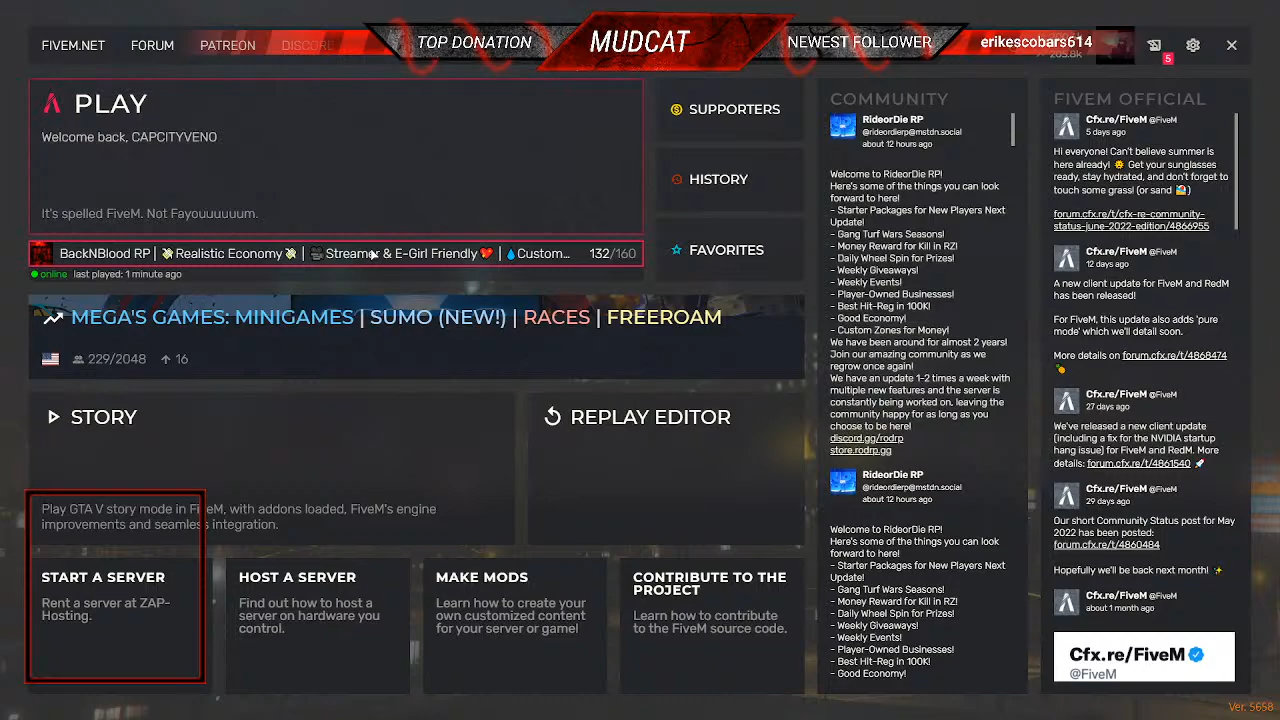 FIVEM.NET
FORUM
PATREON
DISCORD
TOP DONATION
MUDCAT
NEWEST FOLLOWER
erikescobars614
5
PLAY
Welcome back, CAPCITYVENO
It's spelled FiveM. Not Fayouuuuuum.
BackNBlood RP | 💸Realistic Economy💸 | 🎥Streamer & E-Girl Friendly💖 | 💧Custom... 132/160
online last played: 1 minute ago
SUPPORTERS
HISTORY
FAVORITES
MEGA'S GAMES: MINIGAMES | SUMO (NEW!) | RACES | FREEROAM
229/2048 16
STORY
Play GTA V story mode in FiveM, with addons loaded, FiveM's engine
improvements and seamless integration.
REPLAY EDITOR
START A SERVER
Rent a server at ZAP-
Hosting.
HOST A SERVER
Find out how to host a
server on hardware you
control.
MAKE MODS
Learn how to create your
own customized content
for your server or game!
CONTRIBUTE TO THE
PROJECT
Learn how to contribute
to the FiveM source code.
COMMUNITY
RideorDie RP
@rideordierp@mstdn.social
about 12 hours ago
Welcome to RideorDie RP!
Here's some of the things you can look
forward to here!
- Starter Packages for New Players Next
Update!
- Gang Turf Wars Seasons!
- Money Reward for Kill in RZ!
- Daily Wheel Spin for Prizes!
- Weekly Giveaways!
- Weekly Events!
- Player-Owned Businesses!
- Best Hit-Reg in 100K!
- Good Economy!
- Custom Zones for Money!
We have been around for almost 2 years!
Join our amazing community as we
regrow once again!
We have an update 1-2 times a week with
multiple new features and the server is
constantly being worked on, leaving the
community happy for as long as you
choose to be here!
discord.gg/rodrp
store.rodrp.gg
RideorDie RP
@rideordierp@mstdn.social
about 12 hours ago
Welcome to RideorDie RP!
Here's some of the things you can look
forward to here!
- Starter Packages for New Players Next
Update!
- Gang Turf Wars Seasons!
- Money Reward for Kill in RZ!
- Daily Wheel Spin for Prizes!
- Weekly Giveaways!
- Weekly Events!
- Player-Owned Businesses!
- Best Hit-Reg in 100K!
- Good Economy!
FIVEM OFFICIAL
Cfx.re/FiveM @FiveM
5 days ago
Hi everyone! Can't believe summer is
here already! 🌞 Get your sunglasses
ready, stay hydrated, and don't forget to
touch some grass! (or sand 🏖)
forum.cfx.re/t/cfx-re-community-
status-june-2022-edition/4866955
Cfx.re/FiveM @FiveM
12 days ago
A new client update for FiveM and RedM
has been released!
For FiveM, this update also adds 'pure
mode' which we'll detail soon.
More details on forum.cfx.re/t/4868474
Cfx.re/FiveM @FiveM
27 days ago
We've released a new client update
(including a fix for the NVIDIA startup
hang issue) for FiveM and RedM. More
details: forum.cfx.re/t/4861540 🚀
Cfx.re/FiveM @FiveM
29 days ago
Our short Community Status post for May
2022 has been posted:
forum.cfx.re/t/4860484
Hopefully we'll be back next month! ✨
Cfx.re/FiveM @FiveM
about 1 month ago
Cfx.re/FiveM
@FiveM
Ver. 5658